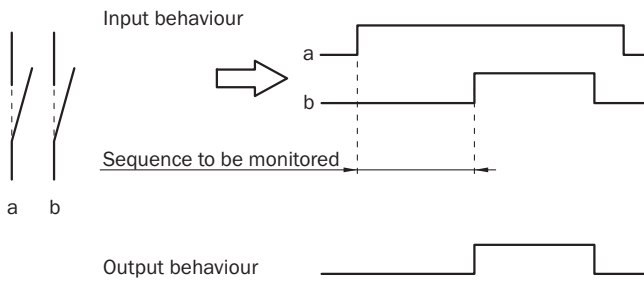 Input behaviour
a
b
Sequence to be monitored
a b
Output behaviour